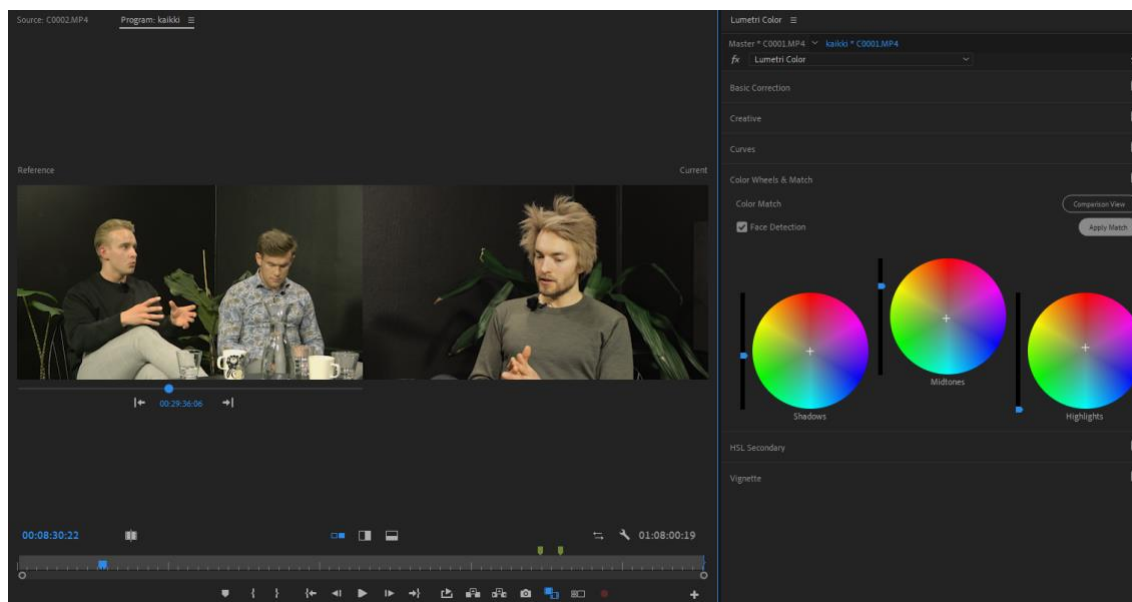 Source: C0002.MP4
Program: kaikki
Reference
Current
00:29:36:06
00:08:30:22
01:08:00:19
Lumetri Color
Master * C0001.MP4
kaikki * C0001.MP4
fx Lumetri Color
Basic Correction
Creative
Curves
Color Wheels & Match
Color Match
Comparison View
Face Detection
Apply Match
Midtones
Shadows
Highlights
HSL Secondary
Vignette